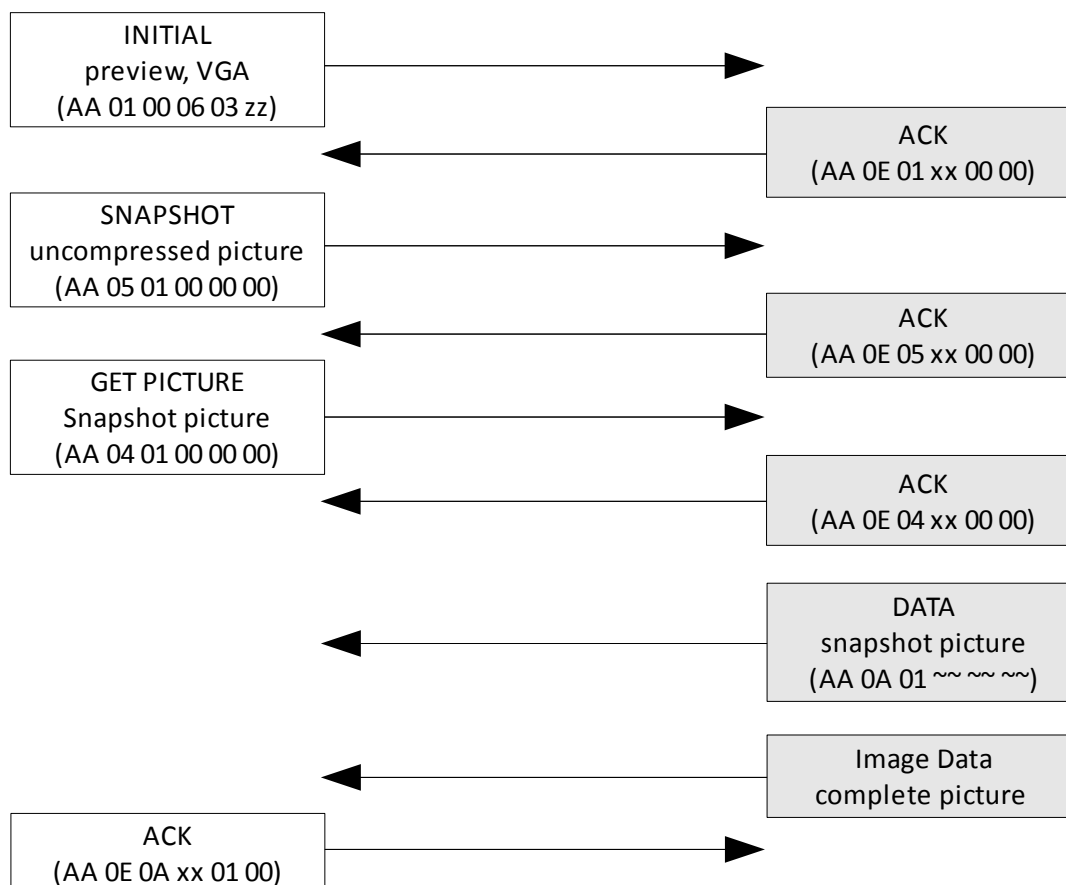 INITIAL
preview, VGA
(AA 01 00 06 03 zz)
ACK
(AA 0E 01 xx 00 00)
SNAPSHOT
uncompressed picture
(AA 05 01 00 00 00)
ACK
(AA 0E 05 xx 00 00)
GET PICTURE
Snapshot picture
(AA 04 01 00 00 00)
ACK
(AA 0E 04 xx 00 00)
DATA
snapshot picture
(AA 0A 01 ~~ ~~ ~~)
Image Data
complete picture
ACK
(AA 0E 0A xx 01 00)